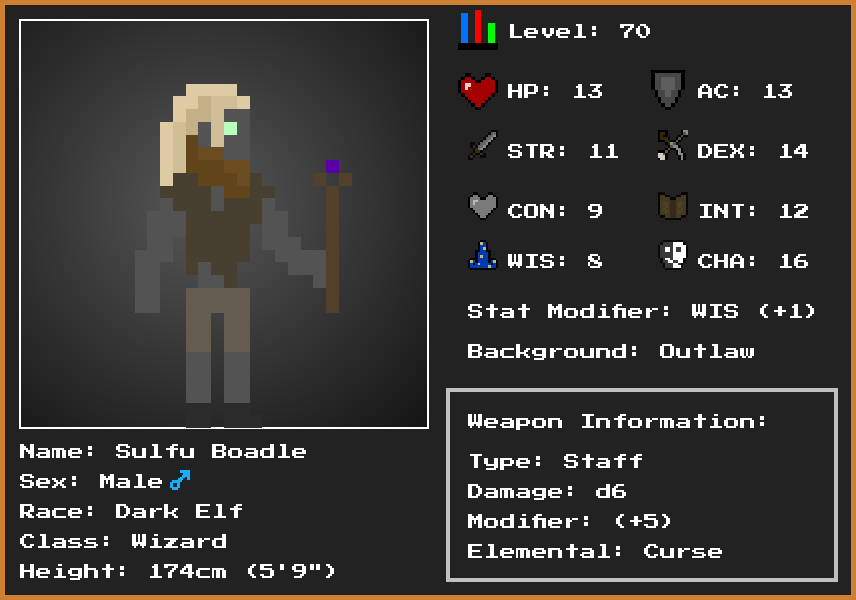 Level: 70
HP: 13
AC: 13
STR: 11
DEX: 14
CON: 9
INT: 12
WIS: 8
CHA: 16
Stat Modifier: WIS (+1)
Background: Outlaw
Weapon Information:
Type: Staff
Damage: d6
Modifier: (+5)
Elemental: Curse
Name: Sulfu Boadle
Sex: Male♂
Race: Dark Elf
Class: Wizard
Height: 174cm (5'9")